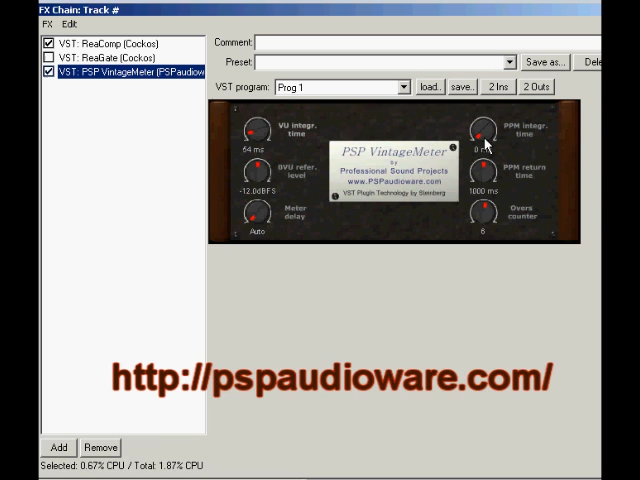 FX Chain: Track #
FX Edit
VST: ReaComp (Cockos)
VST: ReaGate (Cockos)
VST: PSP VintageMeter (PSPaudiow
Comment:
Preset: Save as... Dele
VST program: Prog 1 load.. save.. 2 Ins 2 Outs
VU integr. time
64 ms
0VU refer. level
-12.0dBFS
Meter delay
Auto
PSP VintageMeter
by
Professional Sound Projects
www.PSPaudioware.com
VST PlugIn Technology by Steinberg
PPM integr. time
0 ms
PPM return time
1000 ms
Overs counter
6
http://pspaudioware.com/
Add Remove
Selected: 0.67% CPU / Total: 1.87% CPU